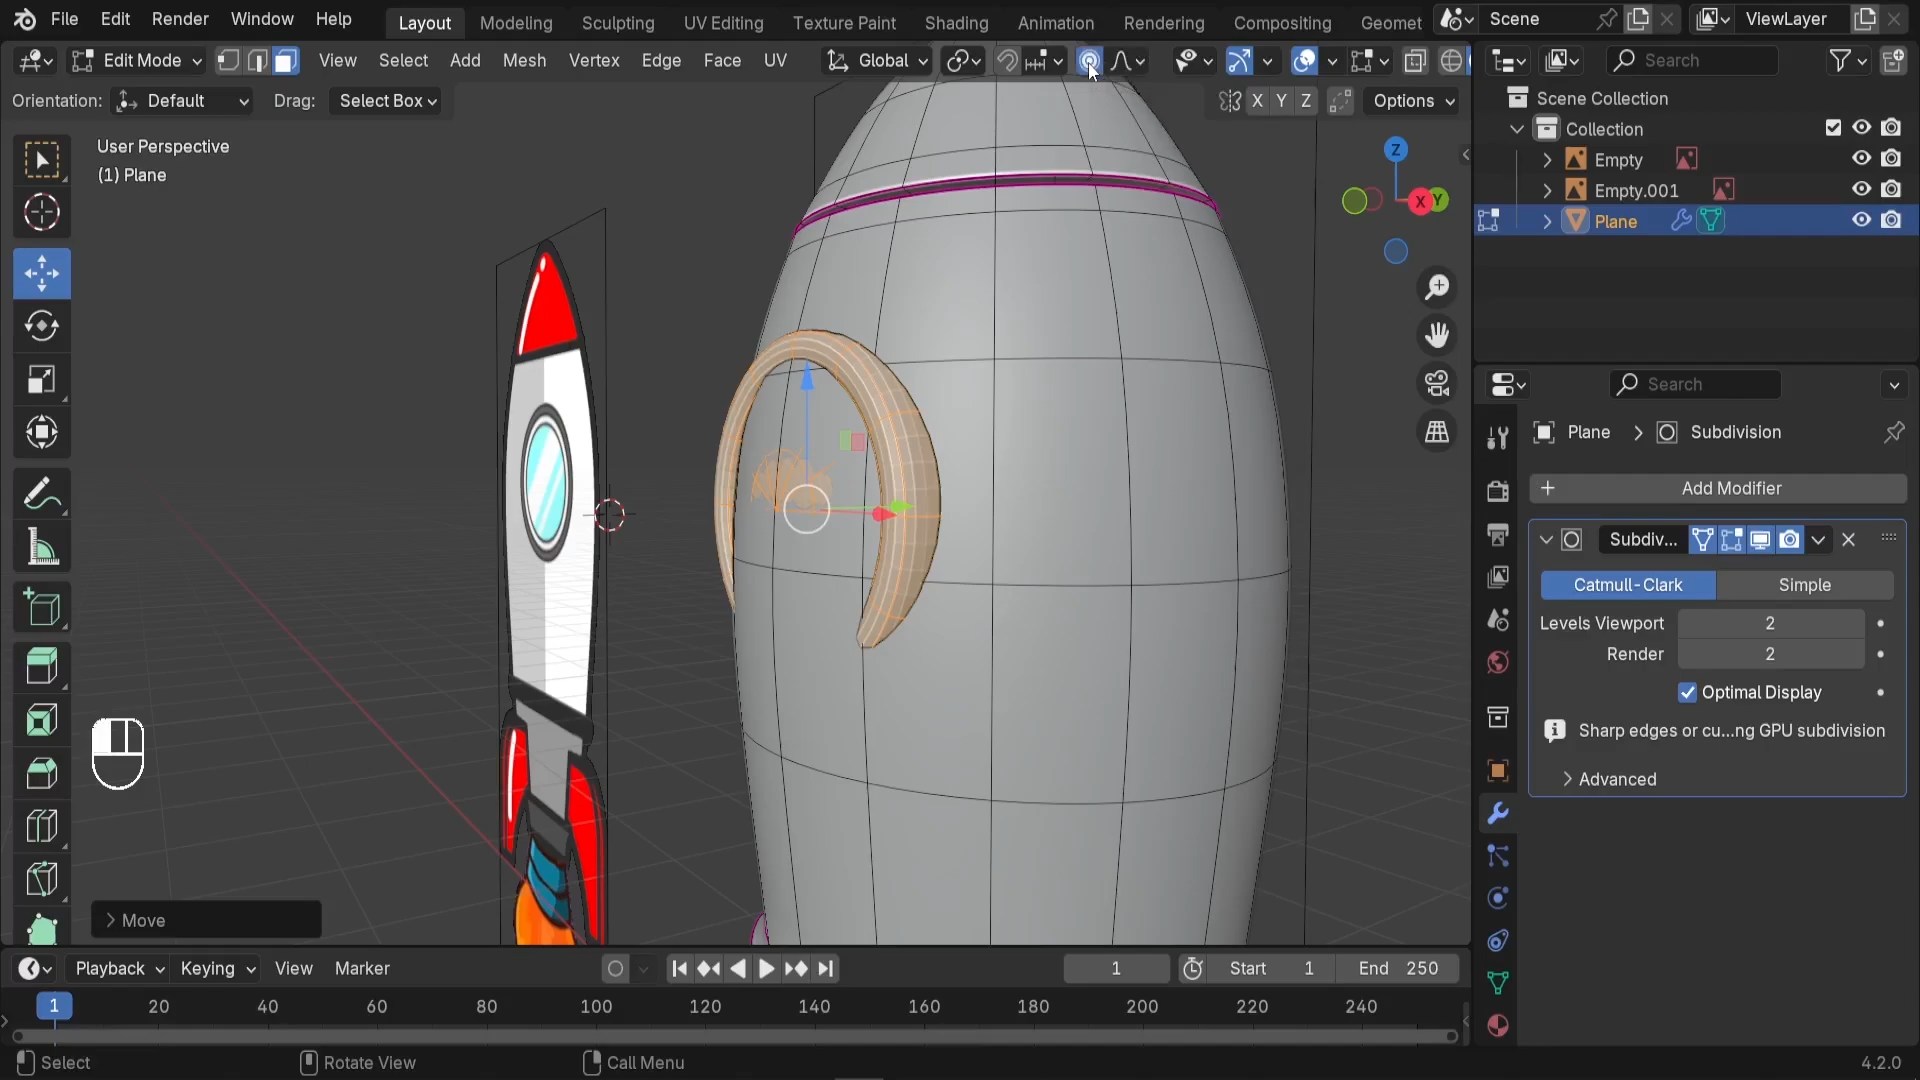 File Edit Render Window Help Layout Modeling Sculpting UV Editing Texture Paint Shading Animation Rendering Compositing Geomet Scene ViewLayer
Edit Mode View Select Add Mesh Vertex Edge Face UV Global Search
Orientation: Default Drag: Select Box X Y Z Options
Scene Collection
Collection
Empty
Empty.001
Plane
User Perspective
(1) Plane
Z
X Y
Search
Plane > Subdivision
Add Modifier
Subdiv...
Catmull-Clark Simple
Levels Viewport 2
Render 2
Optimal Display
Sharp edges or cu...ng GPU subdivision
Advanced
Move
Playback Keying View Marker 1 Start 1 End 250
1 20 40 60 80 100 120 140 160 180 200 220 240
Select Rotate View Call Menu 4.2.0